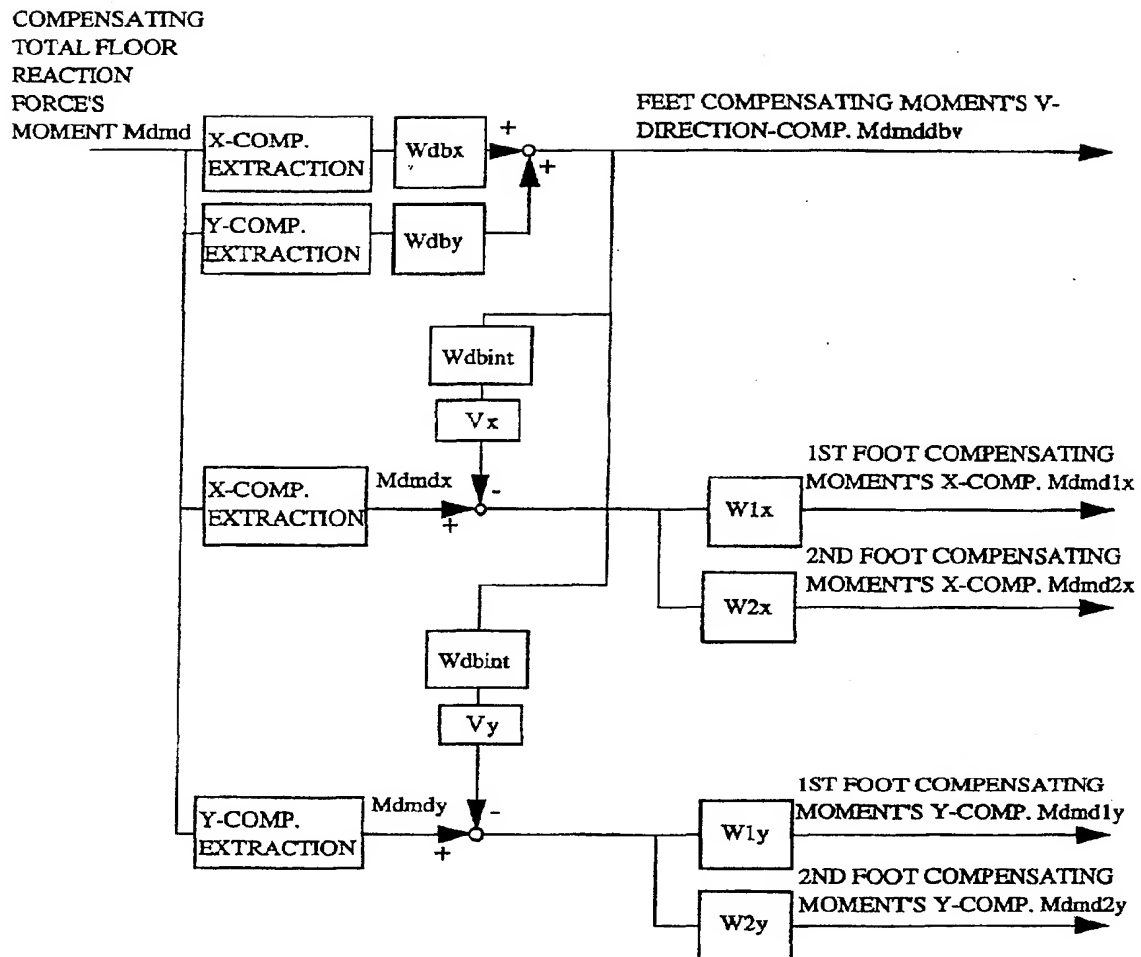 COMPENSATING
TOTAL FLOOR
REACTION
FORCE'S
MOMENT Mdmd
X-COMP.
EXTRACTION
Wdbx
+
+
FEET COMPENSATING MOMENT'S V-
DIRECTION-COMP. Mdmddbv
Y-COMP.
EXTRACTION
Wdby
Wdbint
Vx
X-COMP.
EXTRACTION
Mdmdx
-
+
W1x
1ST FOOT COMPENSATING
MOMENT'S X-COMP. Mdmd1x
W2x
2ND FOOT COMPENSATING
MOMENT'S X-COMP. Mdmd2x
Wdbint
Vy
Y-COMP.
EXTRACTION
Mdmdy
-
+
W1y
1ST FOOT COMPENSATING
MOMENT'S Y-COMP. Mdmd1y
W2y
2ND FOOT COMPENSATING
MOMENT'S Y-COMP. Mdmd2y